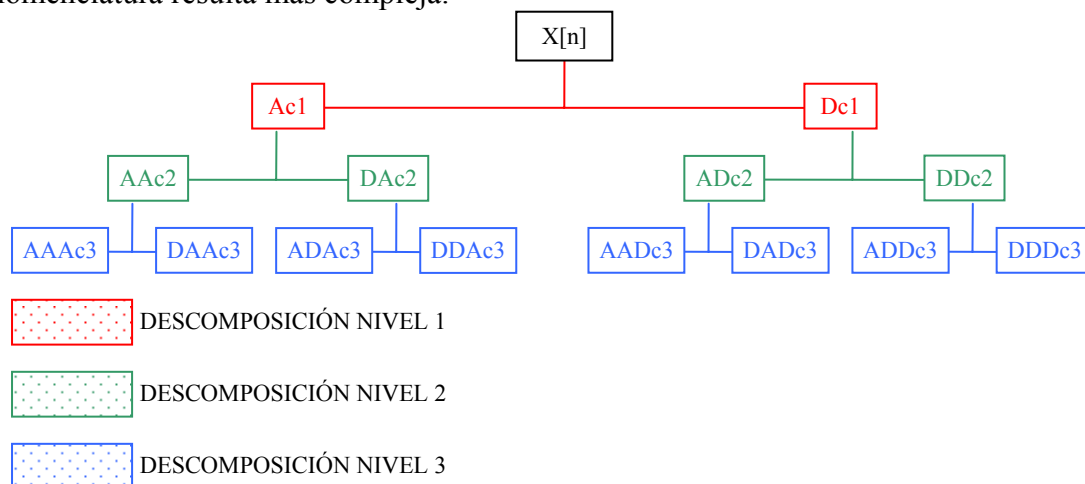 nomenclatura resulta más compleja.
X[n]
Ac1 Dc1
AAc2 DAc2 ADc2 DDc2
AAAc3 DAAc3 ADAc3 DDAc3 AADc3 DADc3 ADDc3 DDDc3
DESCOMPOSICIÓN NIVEL 1
DESCOMPOSICIÓN NIVEL 2
DESCOMPOSICIÓN NIVEL 3